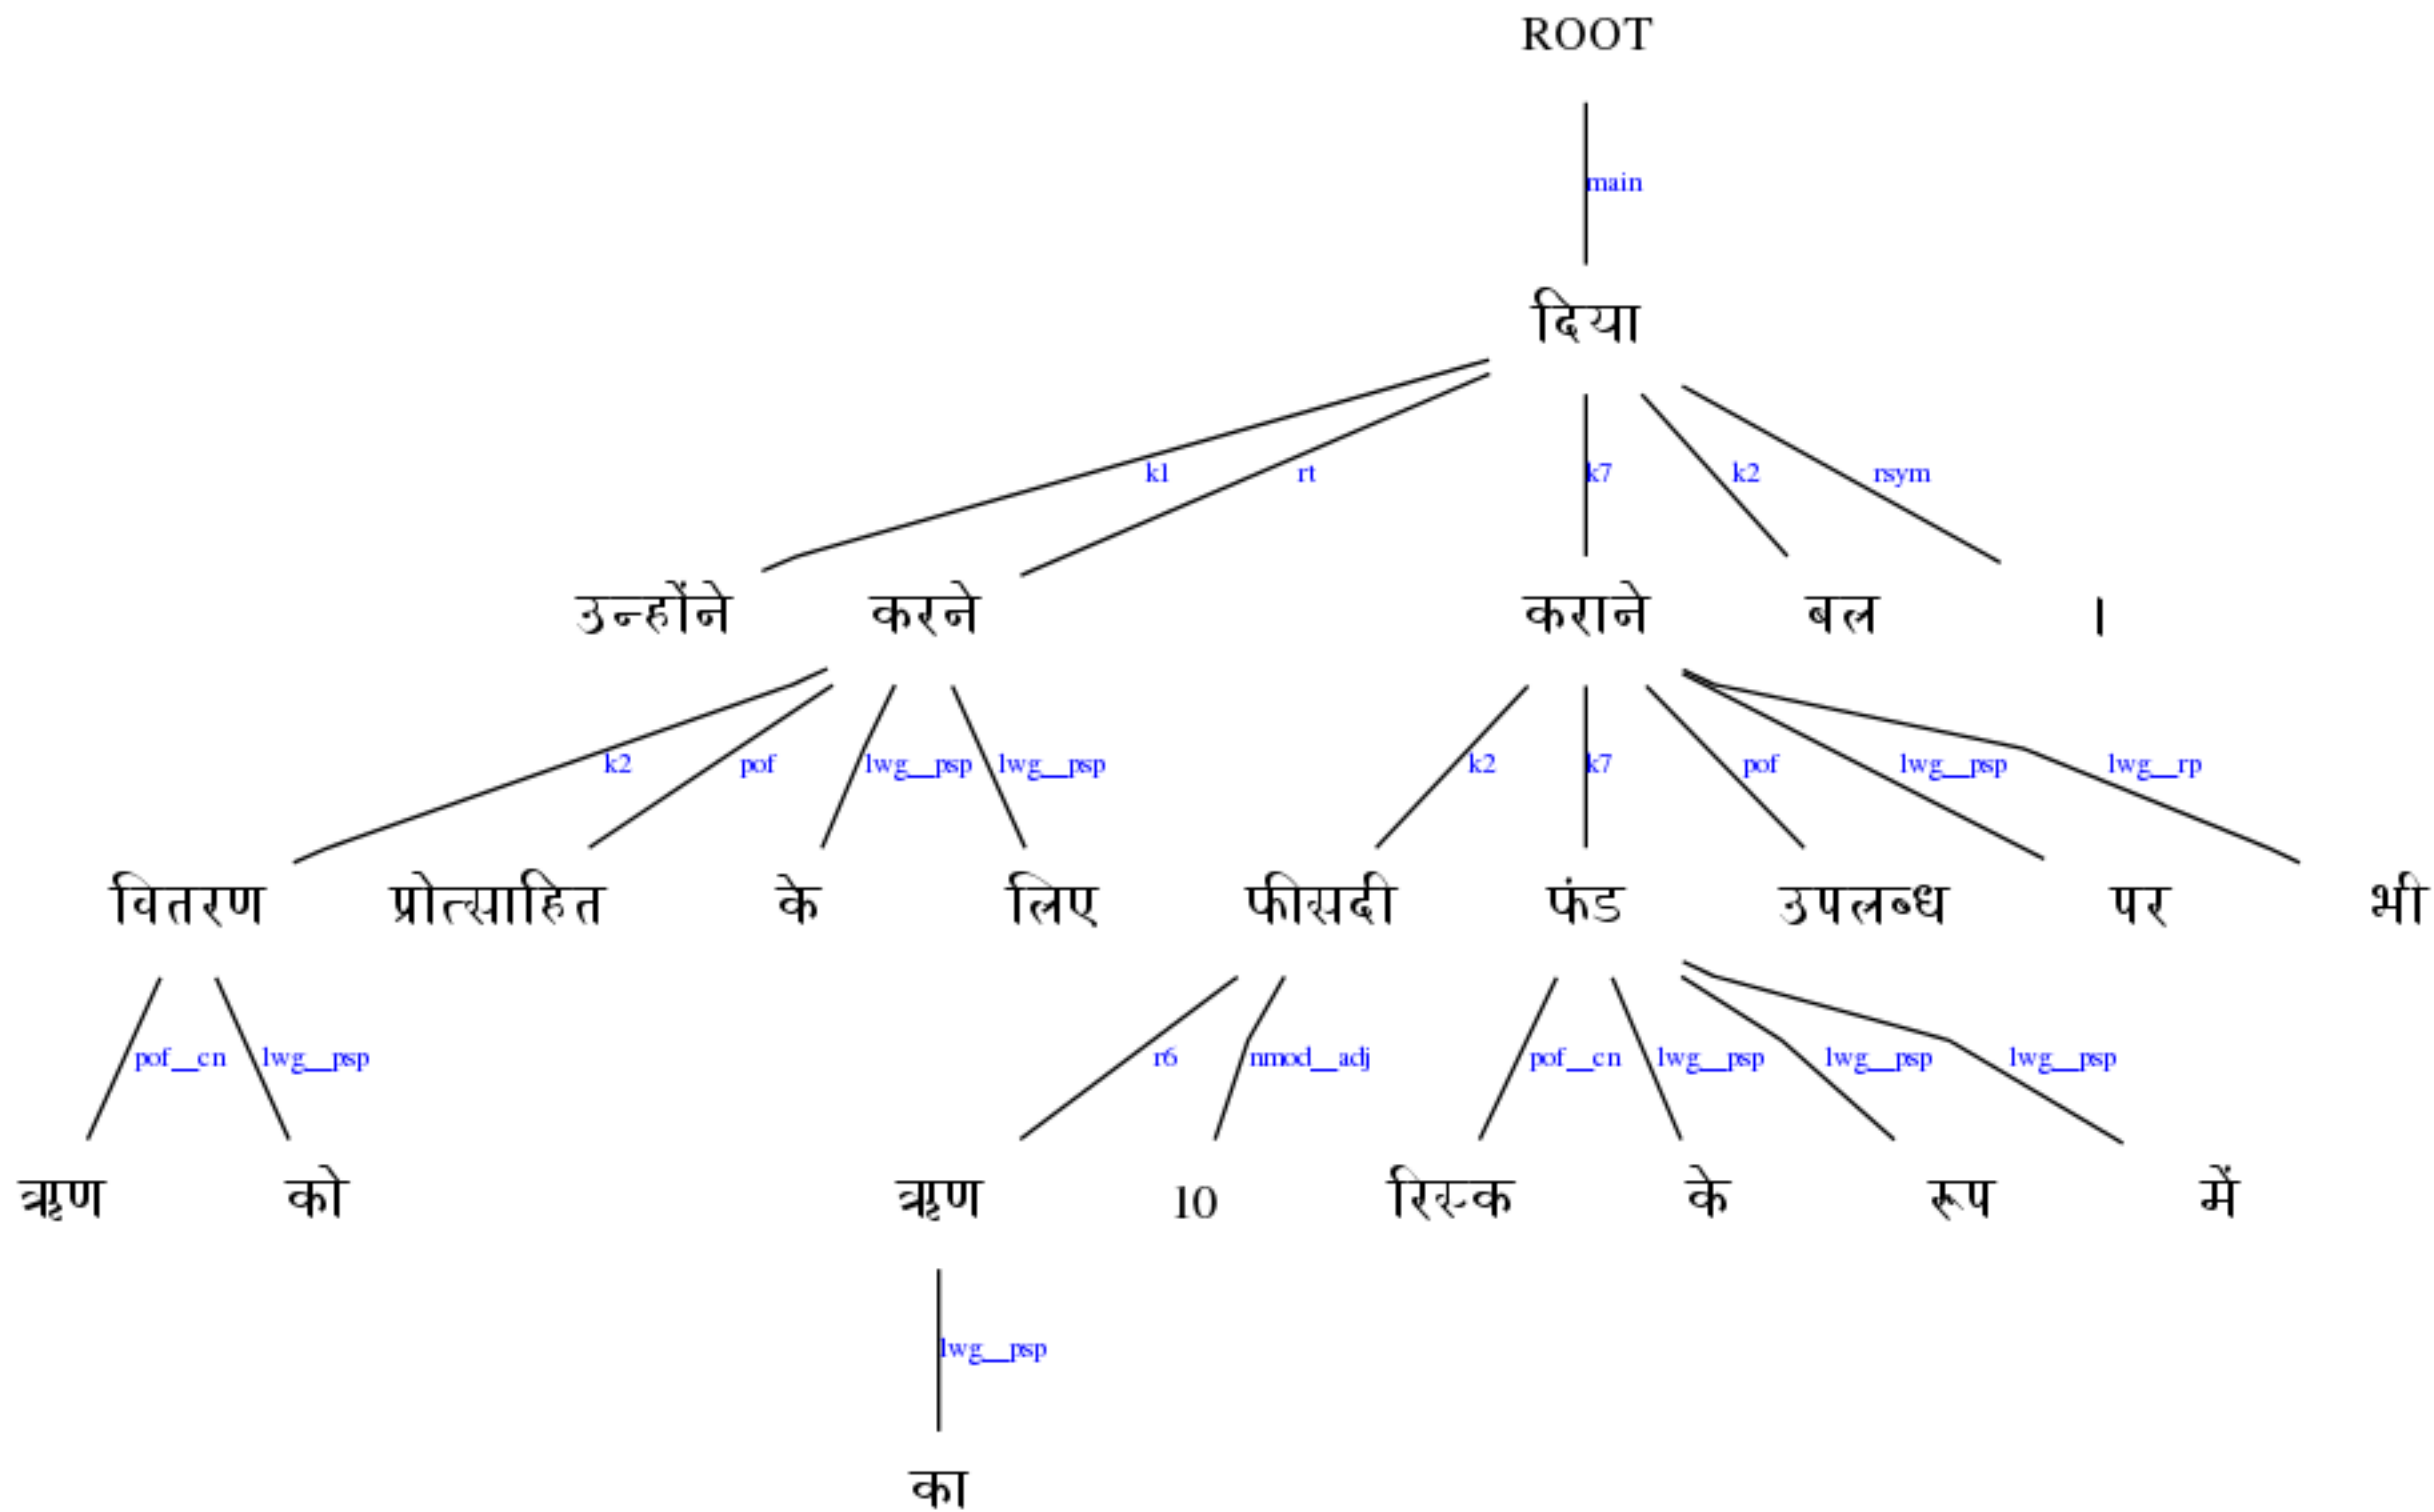 ROOT
main
दिया
k1 rt k7 k2 rsym
उन्होंने करने कराने बल ।
k2 pof lwg__psp lwg__psp k2 k7 pof lwg__psp lwg__rp
वितरण प्रोत्साहित के लिए फीसदी फंड उपलब्ध पर भी
pof__cn lwg__psp r6 nmod__adj pof__cn lwg__psp lwg__psp lwg__psp
ऋण को ऋण 10 रिस्क के रूप में
lwg__psp
का